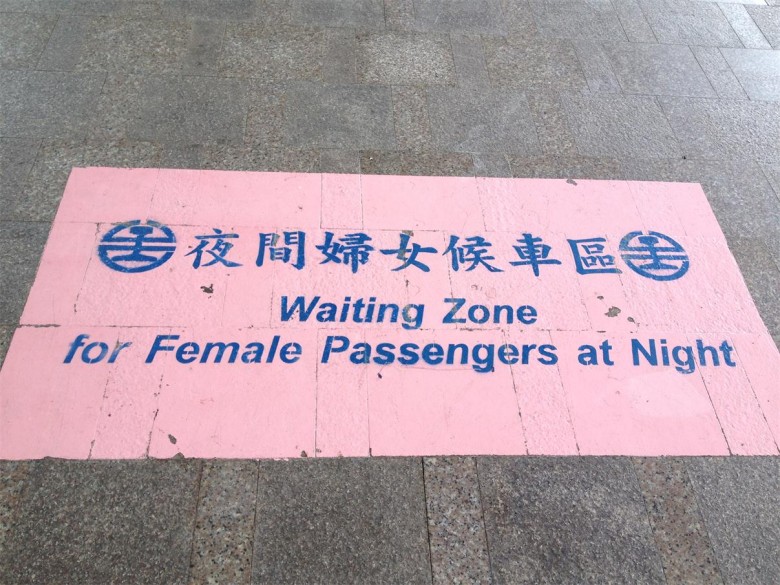 夜間婦女候車區
Waiting Zone
for Female Passengers at Night